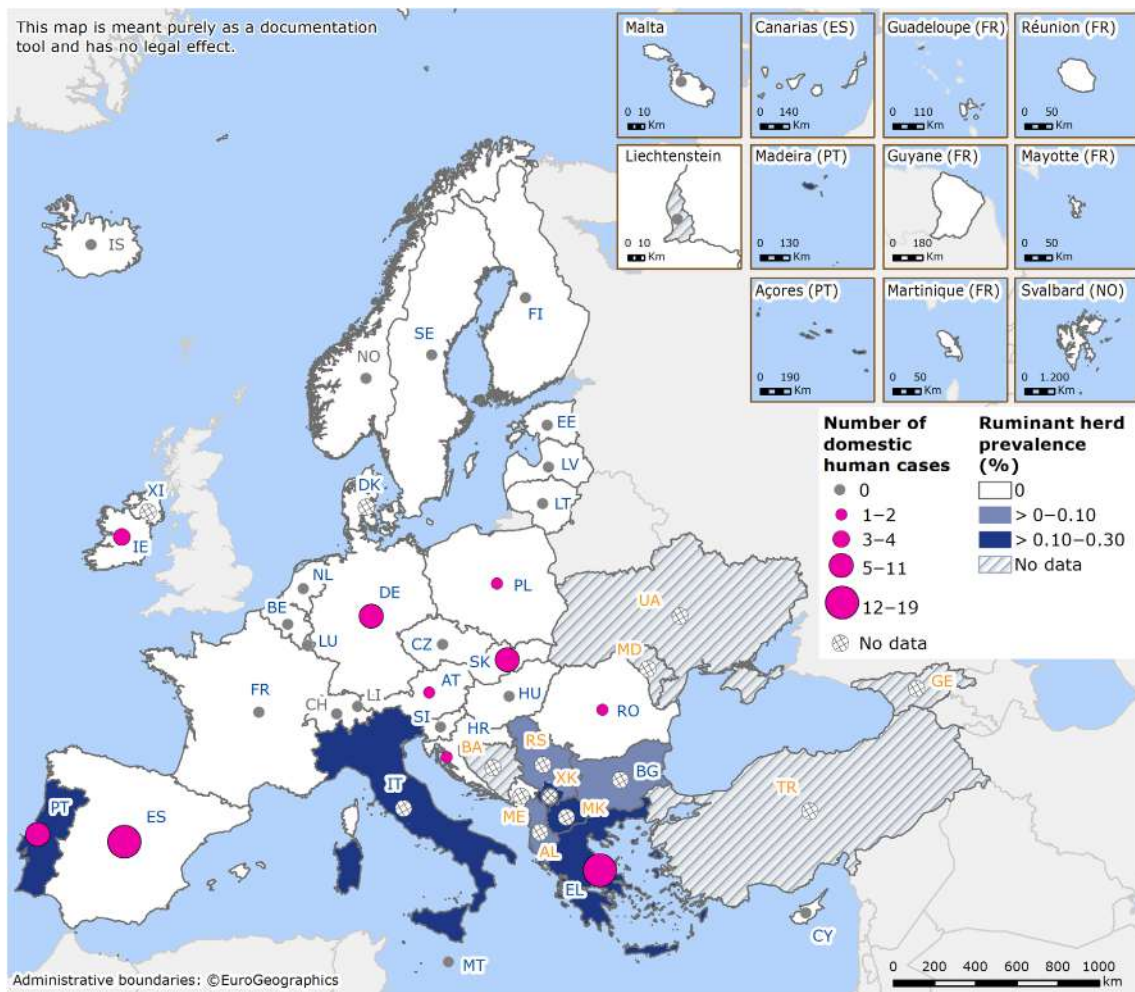 This map is meant purely as a documentation
tool and has no legal effect.
Malta
0 10
Km
Canarias (ES)
0 140
Km
Guadeloupe (FR)
0 110
Km
Réunion (FR)
0 50
Km
Liechtenstein
0 10
Km
Madeira (PT)
0 130
Km
Guyane (FR)
0 180
Km
Mayotte (FR)
0 50
Km
Açores (PT)
0 190
Km
Martinique (FR)
0 50
Km
Svalbard (NO)
0 1.200
Km
Number of
domestic
human cases
0
1–2
3–4
5–11
12–19
No data
Ruminant herd
prevalence
(%)
0
> 0–0.10
> 0.10–0.30
No data
IS
FI
SE
NO
EE
LV
LT
DK
XI
IE
NL
BE
LU
DE
PL
UA
CZ
SK
MD
FR
CH
LI
AT
HU
RO
GE
SI
HR
BA
RS
XK
BG
IT
ME
MK
TR
PT
ES
AL
EL
CY
MT
Administrative boundaries: ©EuroGeographics
0 200 400 600 800 1000
km